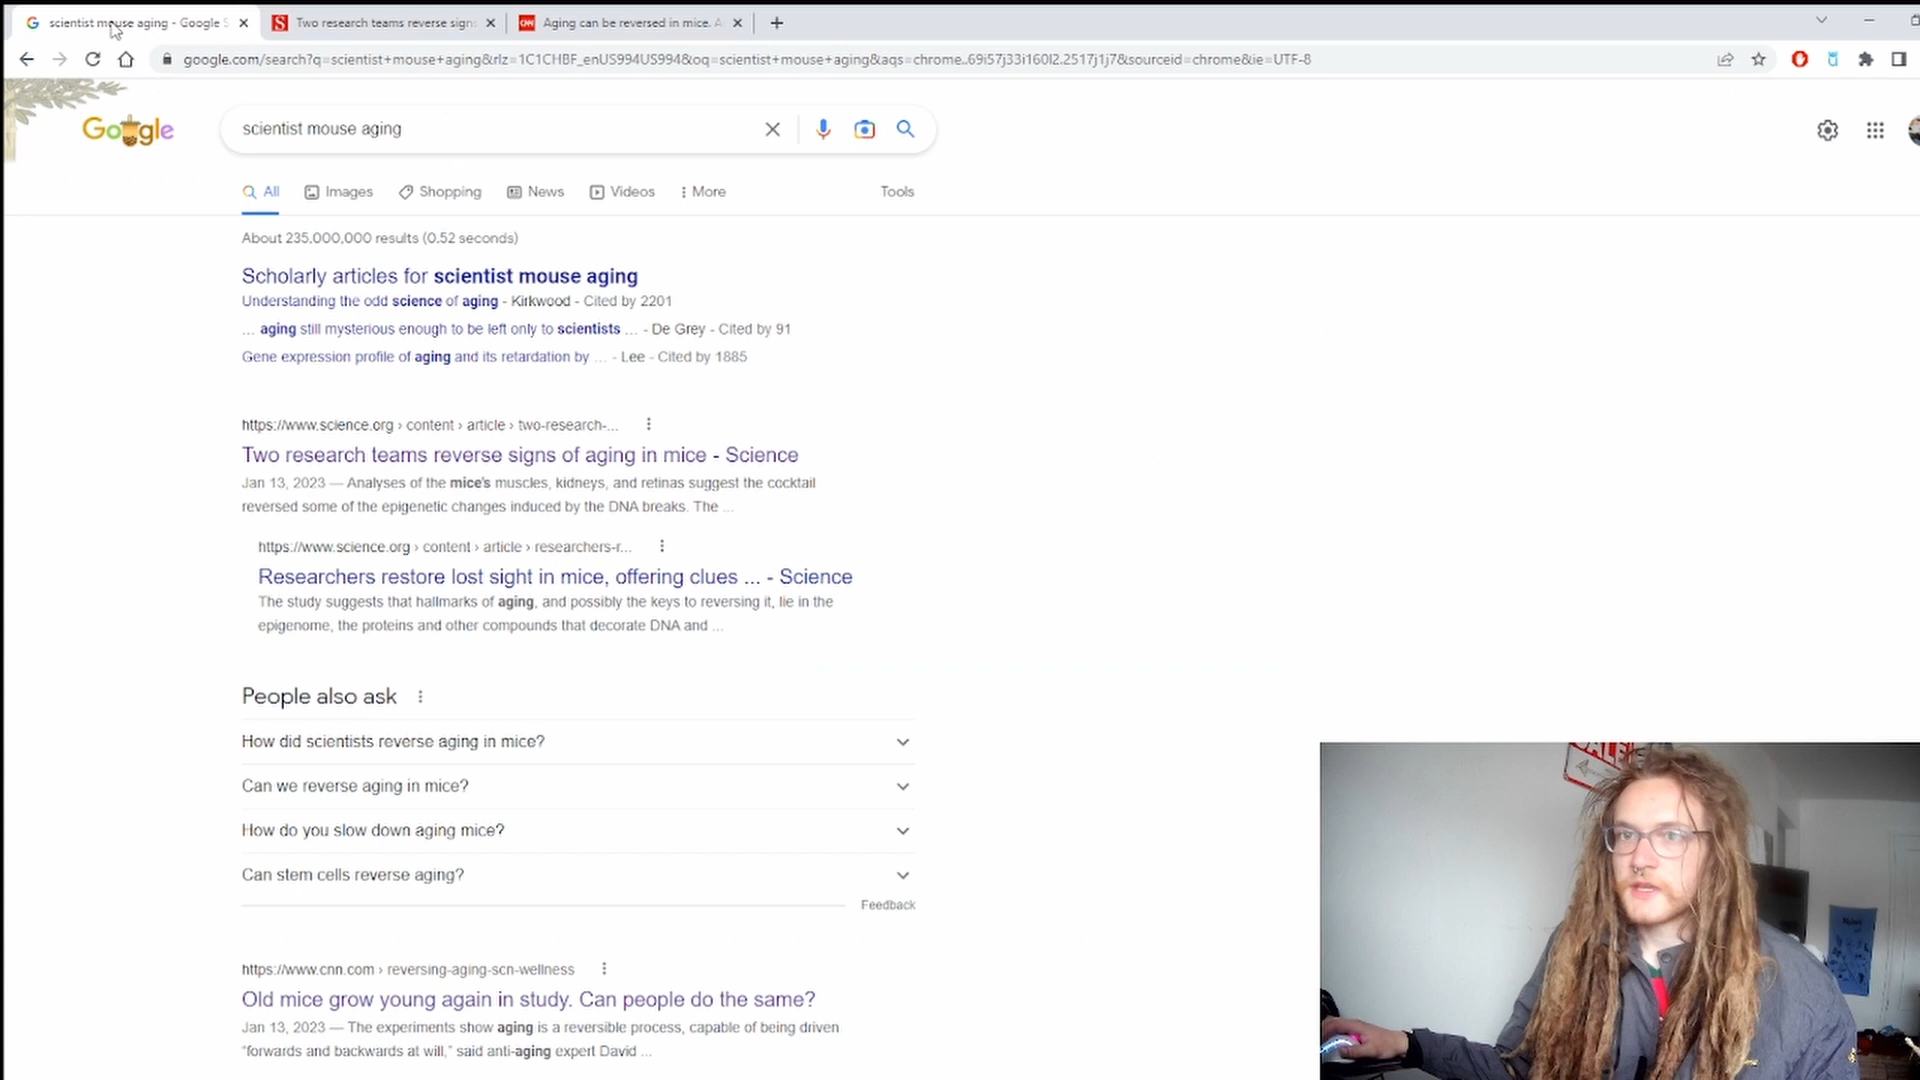 scientist mouse aging - Google S
Two research teams reverse signs
Aging can be reversed in mice. A
google.com/search?q=scientist+mouse+aging&rlz=1C1CHBF_enUS994US994&oq=scientist+mouse+aging&aqs=chrome..69i57j33i160l2.2517j1j7&sourceid=chrome&ie=UTF-8
Google
scientist mouse aging
All Images Shopping News Videos More Tools
About 235,000,000 results (0.52 seconds)
Scholarly articles for scientist mouse aging
Understanding the odd science of aging - Kirkwood - Cited by 2201
... aging still mysterious enough to be left only to scientists ... - De Grey - Cited by 91
Gene expression profile of aging and its retardation by ... - Lee - Cited by 1885
https://www.science.org › content › article › two-research-...
Two research teams reverse signs of aging in mice - Science
Jan 13, 2023 — Analyses of the mice's muscles, kidneys, and retinas suggest the cocktail
reversed some of the epigenetic changes induced by the DNA breaks. The ...
https://www.science.org › content › article › researchers-r...
Researchers restore lost sight in mice, offering clues ... - Science
The study suggests that hallmarks of aging, and possibly the keys to reversing it, lie in the
epigenome, the proteins and other compounds that decorate DNA and ...
People also ask
How did scientists reverse aging in mice?
Can we reverse aging in mice?
How do you slow down aging mice?
Can stem cells reverse aging?
Feedback
https://www.cnn.com › reversing-aging-scn-wellness
Old mice grow young again in study. Can people do the same?
Jan 13, 2023 — The experiments show aging is a reversible process, capable of being driven
"forwards and backwards at will," said anti-aging expert David ...